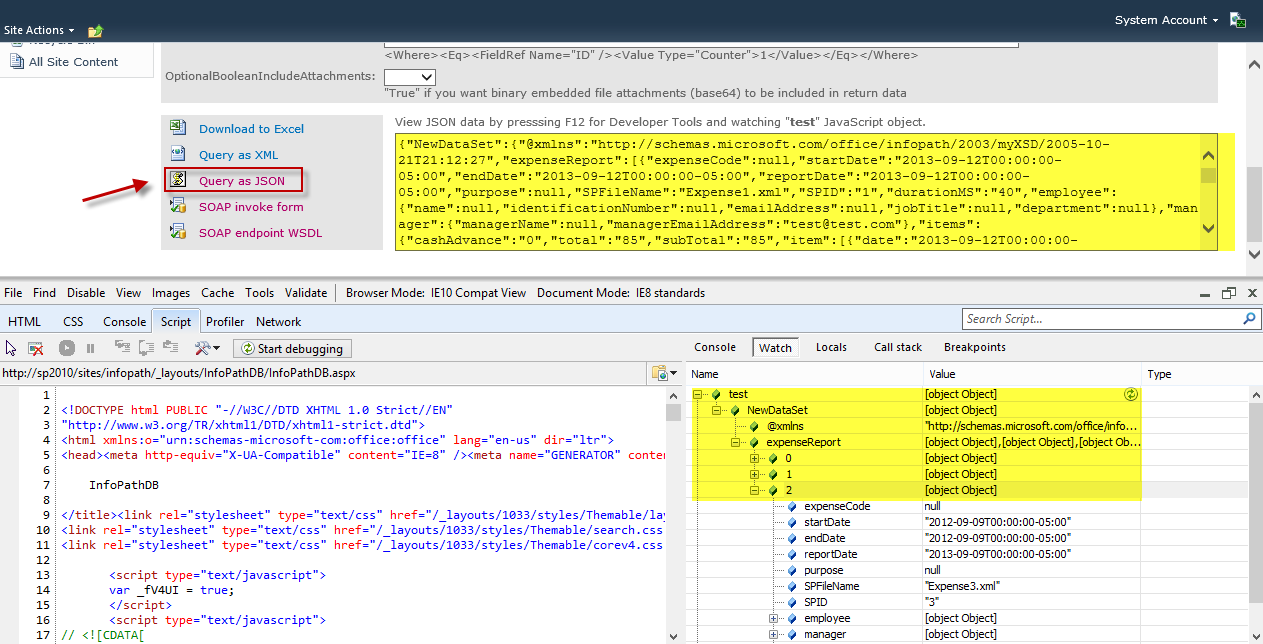 System Account
Site Actions
<Where><Eq><FieldRef Name="ID" /><Value Type="Counter">1</Value></Eq></Where>
All Site Content
OptionalBooleanIncludeAttachments:
"True" if you want binary embedded file attachments (base64) to be included in return data
Download to Excel
Query as XML
Query as JSON
SOAP invoke form
SOAP endpoint WSDL
View JSON data by presssing F12 for Developer Tools and watching "test" JavaScript object.
{"NewDataSet":{"@xmlns":"http://schemas.microsoft.com/office/infopath/2003/myXSD/2005-10-
21T21:12:27","expenseReport":[{"expenseCode":null,"startDate":"2013-09-12T00:00:00-
05:00","endDate":"2013-09-12T00:00:00-05:00","reportDate":"2013-09-12T00:00:00-
05:00","purpose":null,"SPFileName":"Expense1.xml","SPID":"1","durationMS":"40","employee":
{"name":null,"identificationNumber":null,"emailAddress":null,"jobTitle":null,"department":null},"man
ager":{"managerName":null,"managerEmailAddress":"test@test.com"},"items":
{"cashAdvance":"0","total":"85","subTotal":"85","item":[{"date":"2013-09-12T00:00:00-
File Find Disable View Images Cache Tools Validate Browser Mode: IE10 Compat View Document Mode: IE8 standards
HTML CSS Console Script Profiler Network
Search Script...
Start debugging
http://sp2010/sites/infopath/_layouts/InfoPathDB/InfoPathDB.aspx
1
2 <!DOCTYPE html PUBLIC "-//W3C//DTD XHTML 1.0 Strict//EN"
3 "http://www.w3.org/TR/xhtml1/DTD/xhtml1-strict.dtd">
4 <html xmlns:o="urn:schemas-microsoft-com:office:office" lang="en-us" dir="ltr">
5 <head><meta http-equiv="X-UA-Compatible" content="IE=8" /><meta name="GENERATOR" conten
6
7 InfoPathDB
8
9 </title><link rel="stylesheet" type="text/css" href="/_layouts/1033/styles/Themable/lay
10 <link rel="stylesheet" type="text/css" href="/_layouts/1033/styles/Themable/search.css
11 <link rel="stylesheet" type="text/css" href="/_layouts/1033/styles/Themable/corev4.css
12
13 <script type="text/javascript">
14 var _fV4UI = true;
15 </script>
16 <script type="text/javascript">
17 // <![CDATA[
Console Watch Locals Call stack Breakpoints
Name Value Type
test [object Object]
NewDataSet [object Object]
@xmlns "http://schemas.microsoft.com/office/info...
expenseReport [object Object],[object Object],[object Ob...
0 [object Object]
1 [object Object]
2 [object Object]
expenseCode null
startDate "2012-09-09T00:00:00-05:00"
endDate "2012-09-09T00:00:00-05:00"
reportDate "2013-09-09T00:00:00-05:00"
purpose null
SPFileName "Expense3.xml"
SPID "3"
employee [object Object]
manager [object Object]